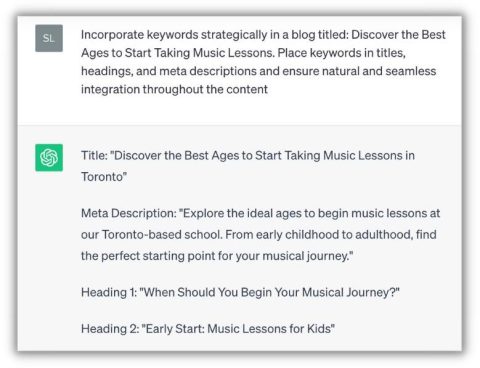 SL
Incorporate keywords strategically in a blog titled: Discover the Best
Ages to Start Taking Music Lessons. Place keywords in titles,
headings, and meta descriptions and ensure natural and seamless
integration throughout the content
Title: "Discover the Best Ages to Start Taking Music Lessons in
Toronto"
Meta Description: "Explore the ideal ages to begin music lessons at
our Toronto-based school. From early childhood to adulthood, find
the perfect starting point for your musical journey."
Heading 1: "When Should You Begin Your Musical Journey?"
Heading 2: "Early Start: Music Lessons for Kids"